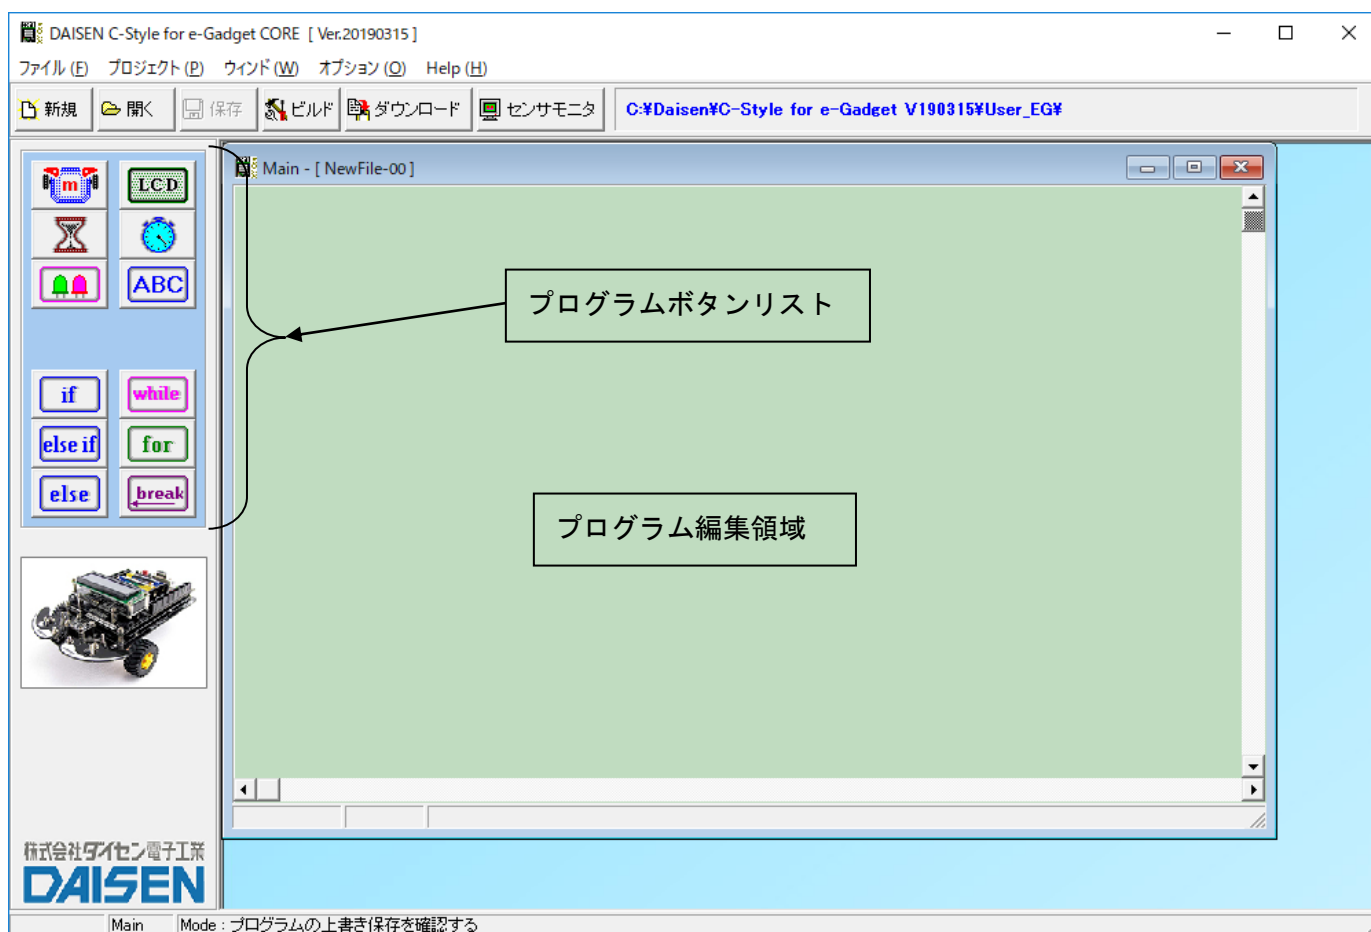 DAISEN C-Style for e-Gadget CORE [ Ver.20190315 ]
ファイル (F) プロジェクト (P) ウィンド (W) オプション (O) Help (H)
新規 開く 保存 ビルド ダウンロード センサモニタ C:¥Daisen¥C-Style for e-Gadget V190315¥User_EG¥
Main - [ NewFile-00 ]
m LCD
ABC
プログラムボタンリスト
if while
else if for
else break
プログラム編集領域
株式会社ダイセン電子工業
DAISEN
Main Mode : プログラムの上書き保存を確認する